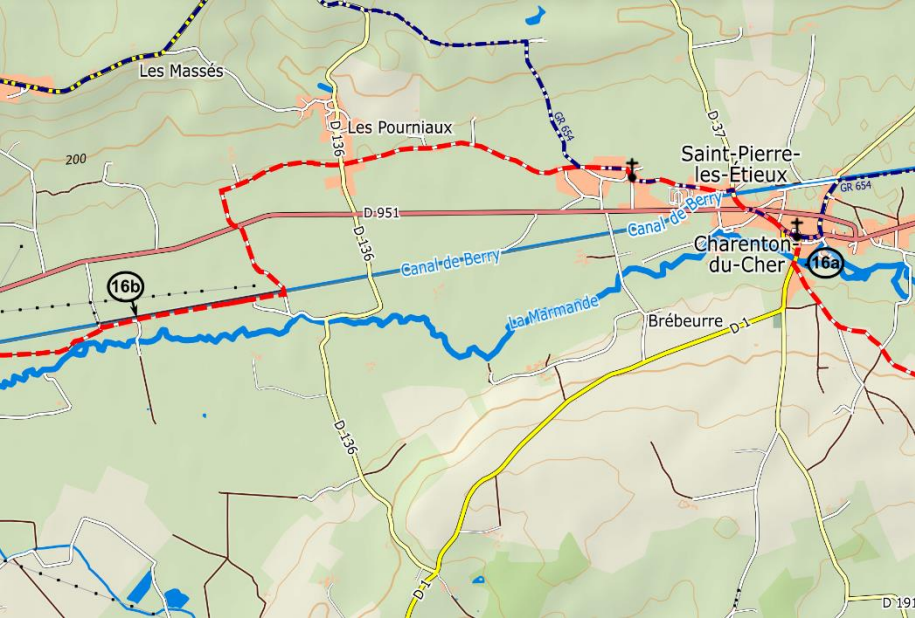 Les Massés
D 136
Les Pourniaux
GR 654
D-37
200
Saint-Pierre-
les-Etieux
GR 654
D 951
D-136
Canal de Berry
Canal de Berry
Charenton-
du-Cher
16a
16b
La Marmande
Brébeurre
D-1
D-136
D-1
D 191